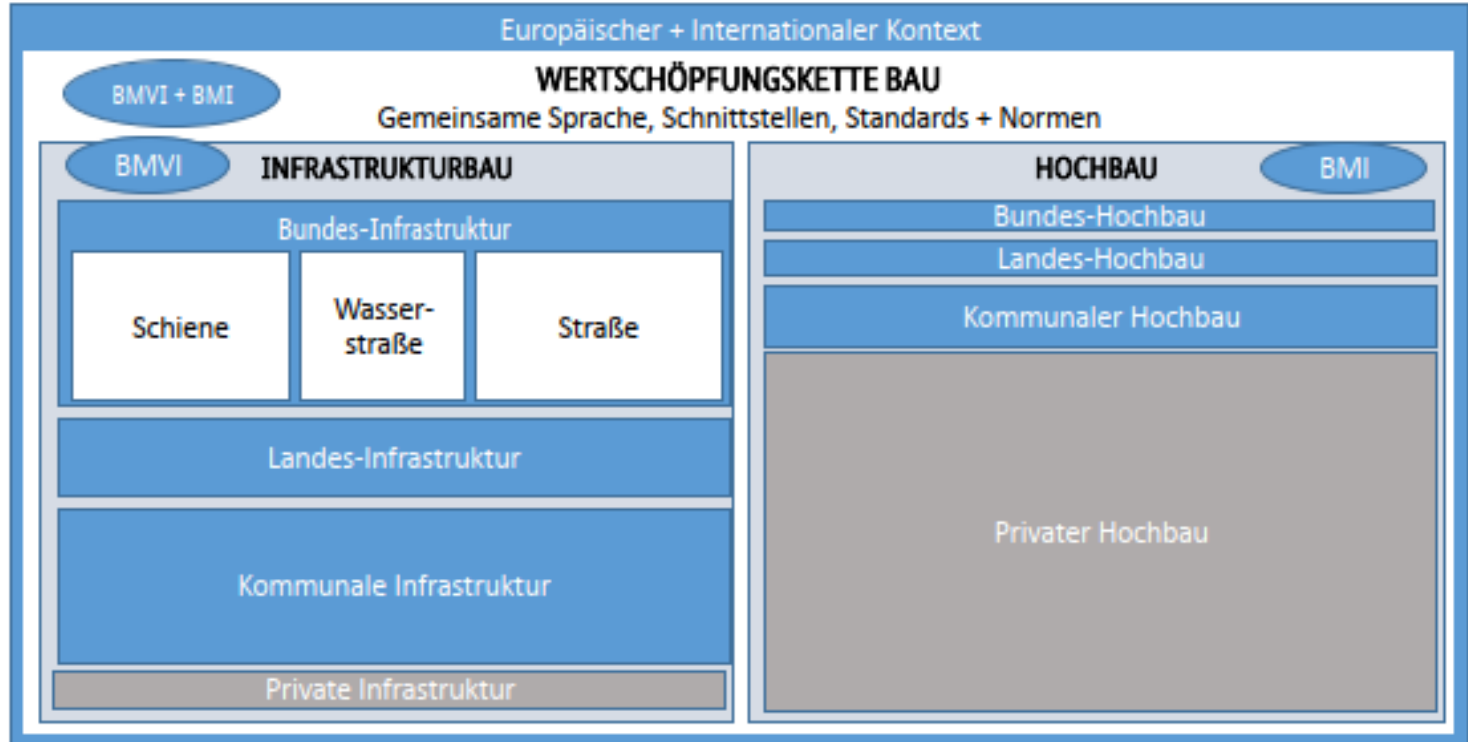 Europäischer + Internationaler Kontext
WERTSCHÖPFUNGSKETTE BAU
BMVI + BMI
Gemeinsame Sprache, Schnittstellen, Standards + Normen
BMVI
INFRASTRUKTURBAU
Bundes-Infrastruktur
Schiene
Wasser-
straße
Straße
Landes-Infrastruktur
Kommunale Infrastruktur
Private Infrastruktur
HOCHBAU
BMI
Bundes-Hochbau
Landes-Hochbau
Kommunaler Hochbau
Privater Hochbau